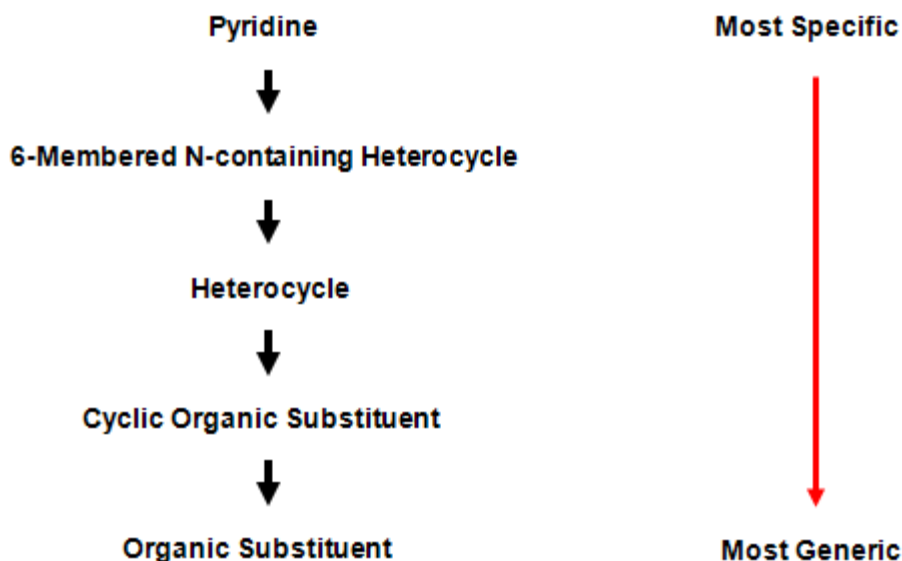 Pyridine
Most Specific
6-Membered N-containing Heterocycle
Heterocycle
Cyclic Organic Substituent
Organic Substituent
Most Generic